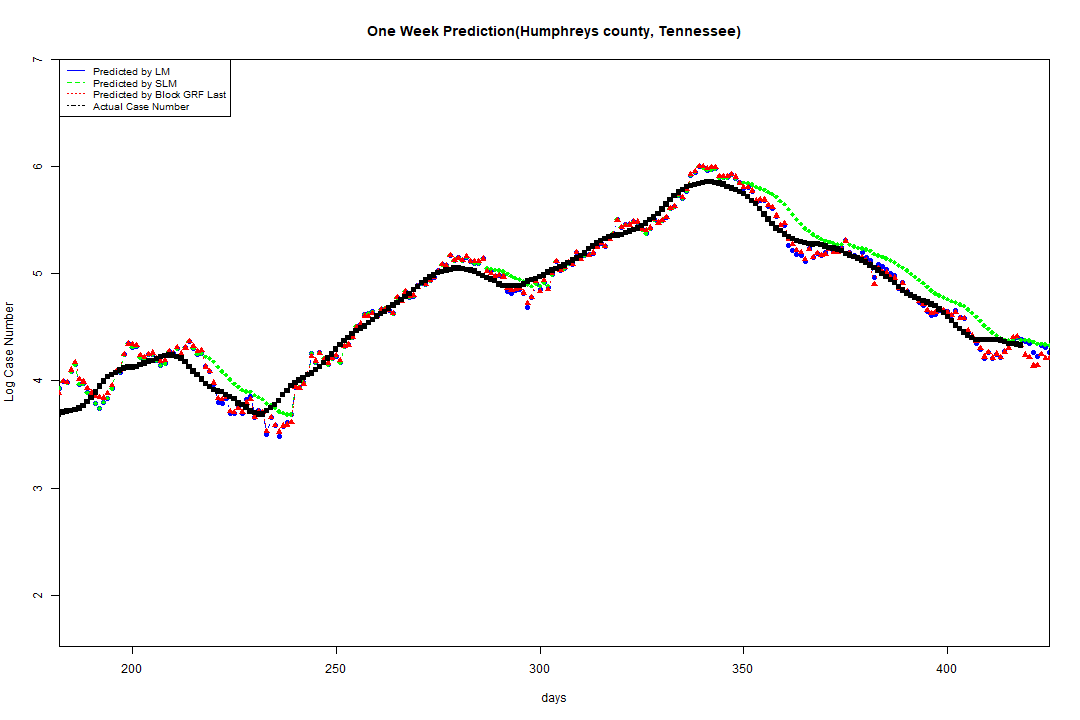 One Week Prediction(Humphreys county, Tennessee)
Predicted by LM
Predicted by SLM
Predicted by Block GRF Last
Actual Case Number
7
6
5
4
3
2
Log Case Number
200 250 300 350 400
days